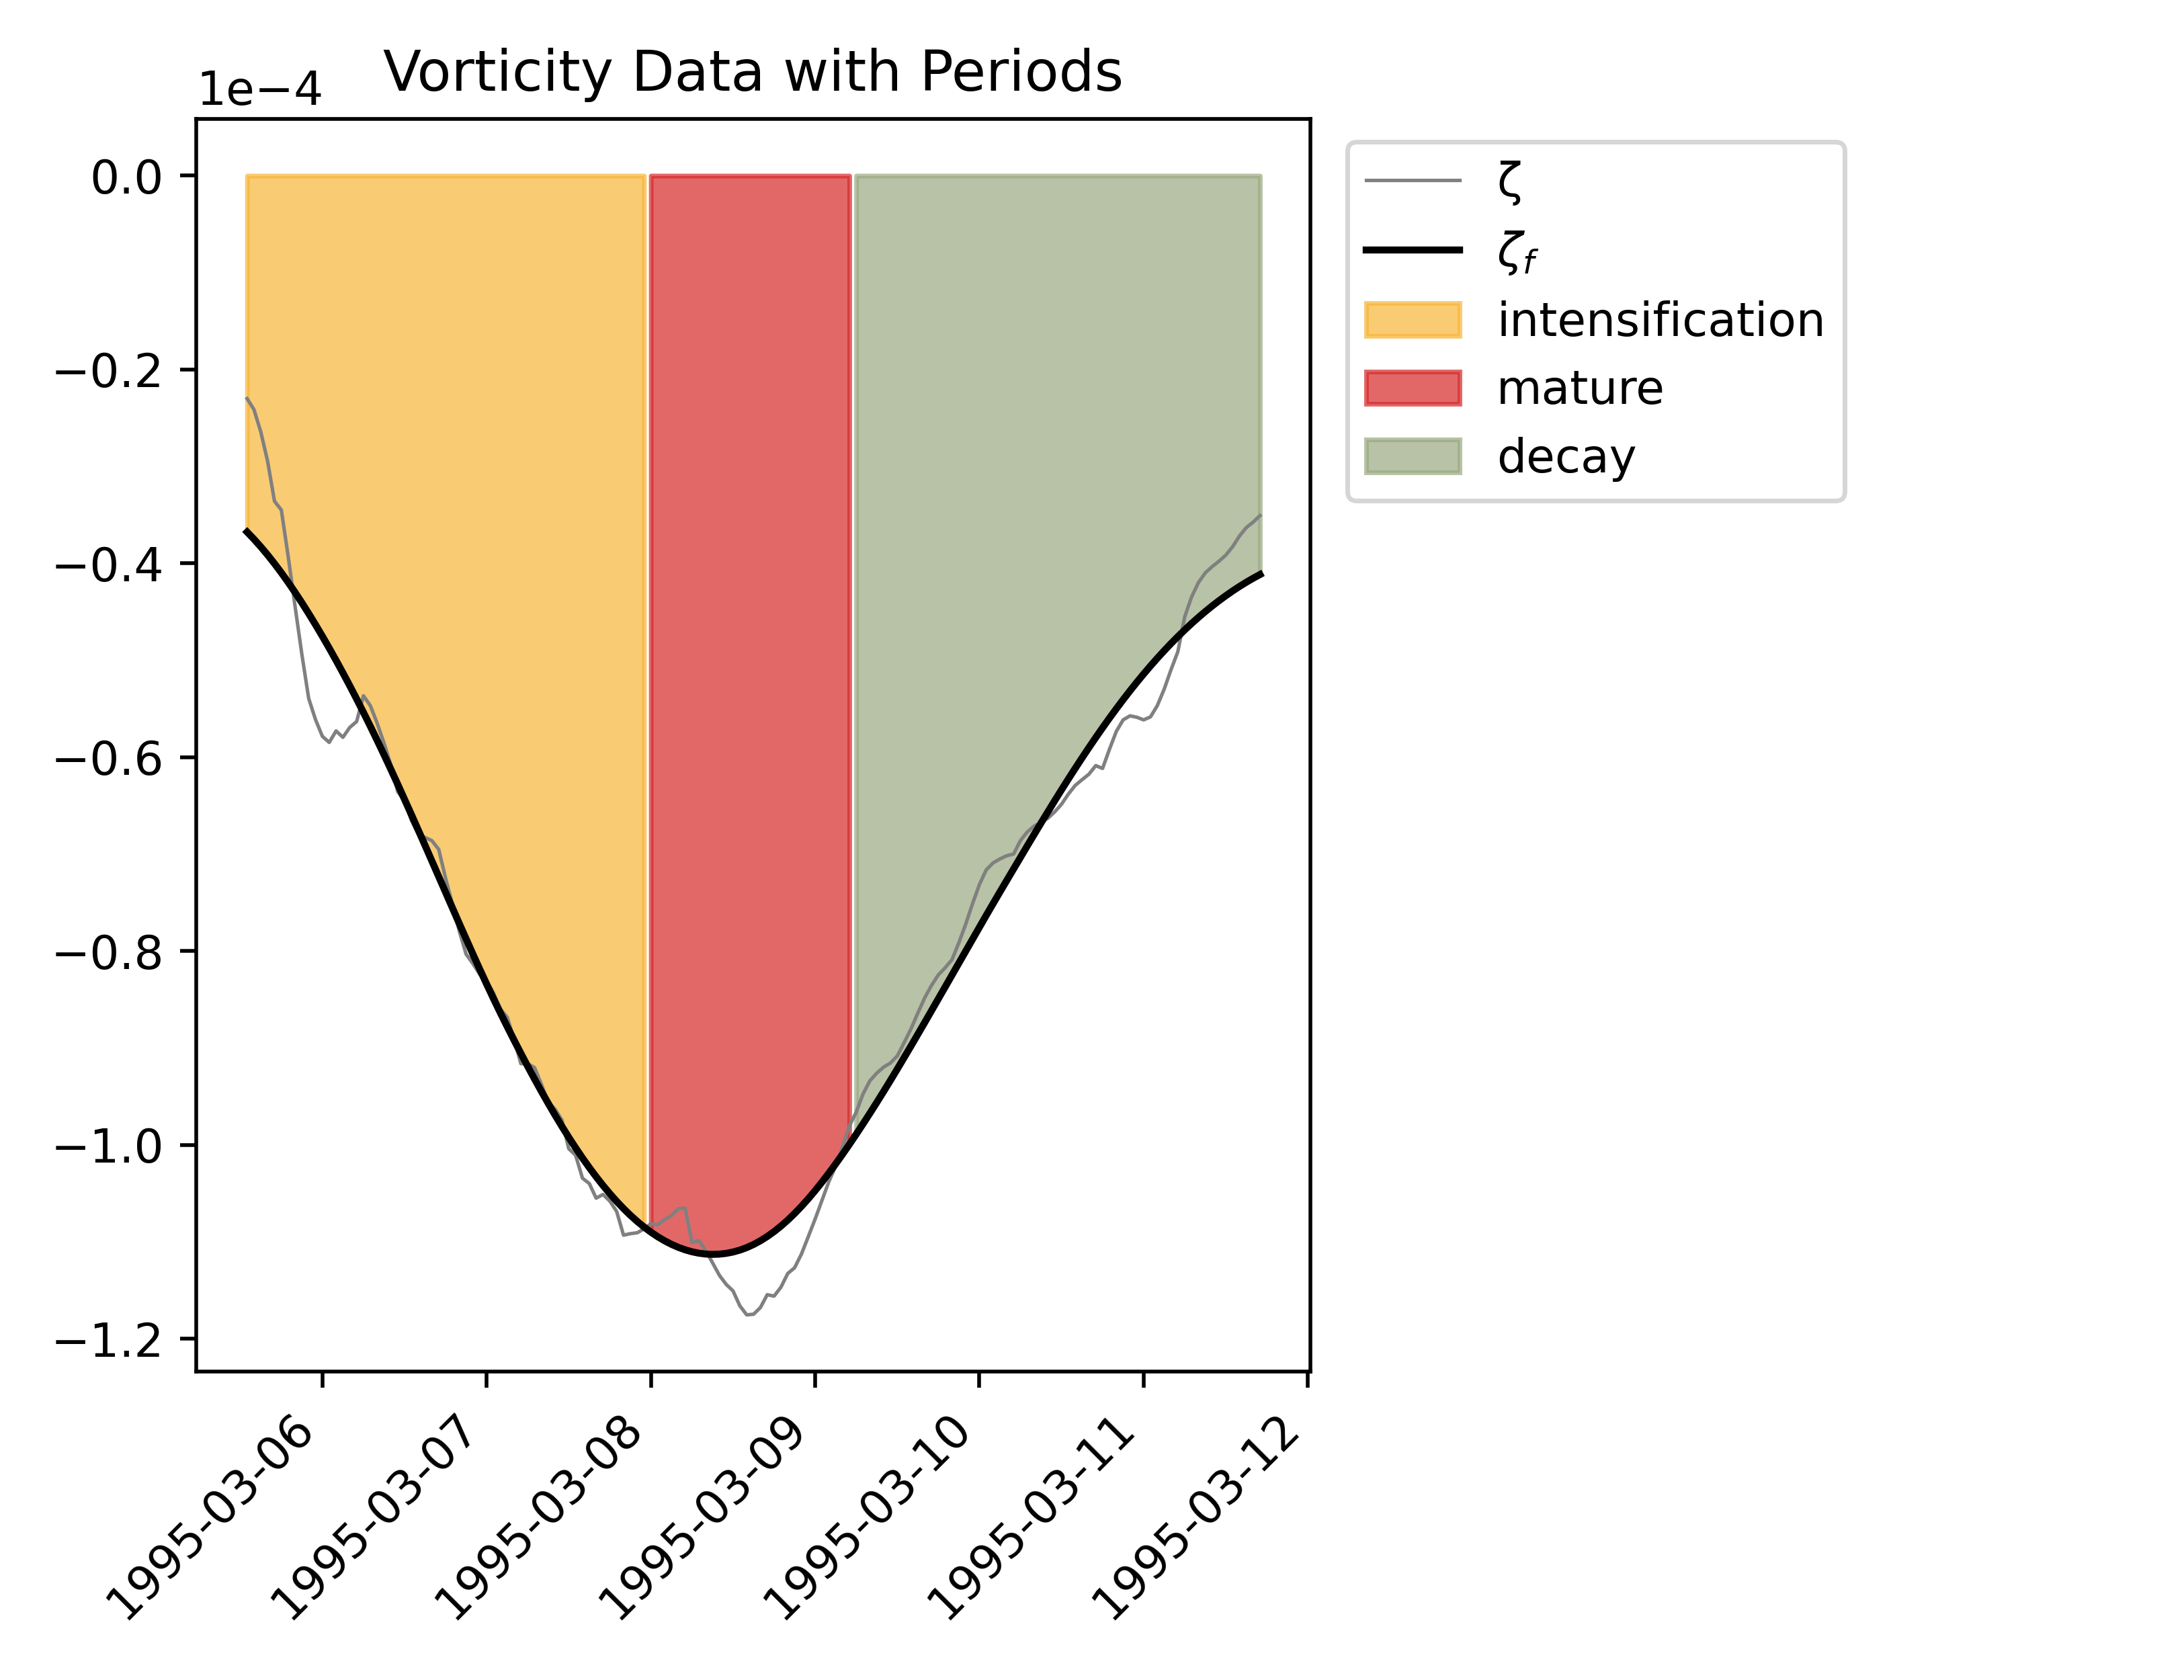 Vorticity Data with Periods
1e−4
0.0
−0.2
−0.4
−0.6
−0.8
−1.0
−1.2
1995-03-06
1995-03-07
1995-03-08
1995-03-09
1995-03-10
1995-03-11
1995-03-12
ζ
ζf
intensification
mature
decay